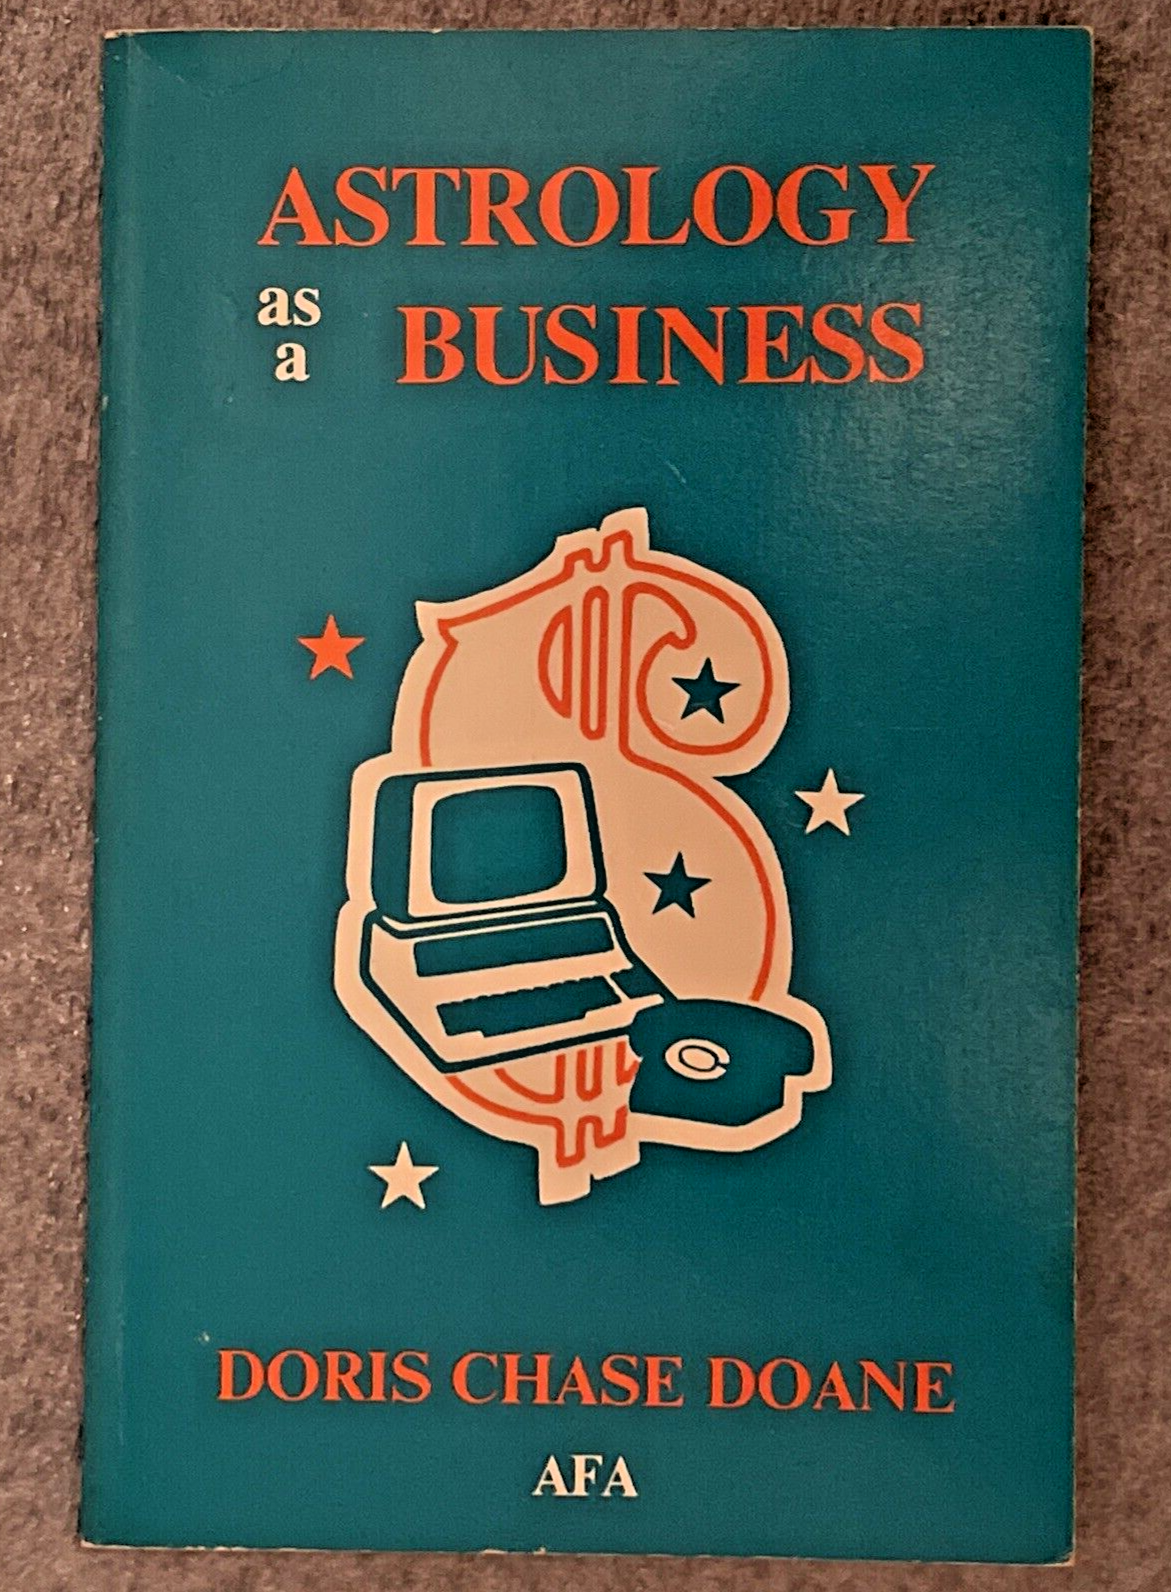 ASTROLOGY
as
a BUSINESS
DORIS CHASE DOANE
AFA